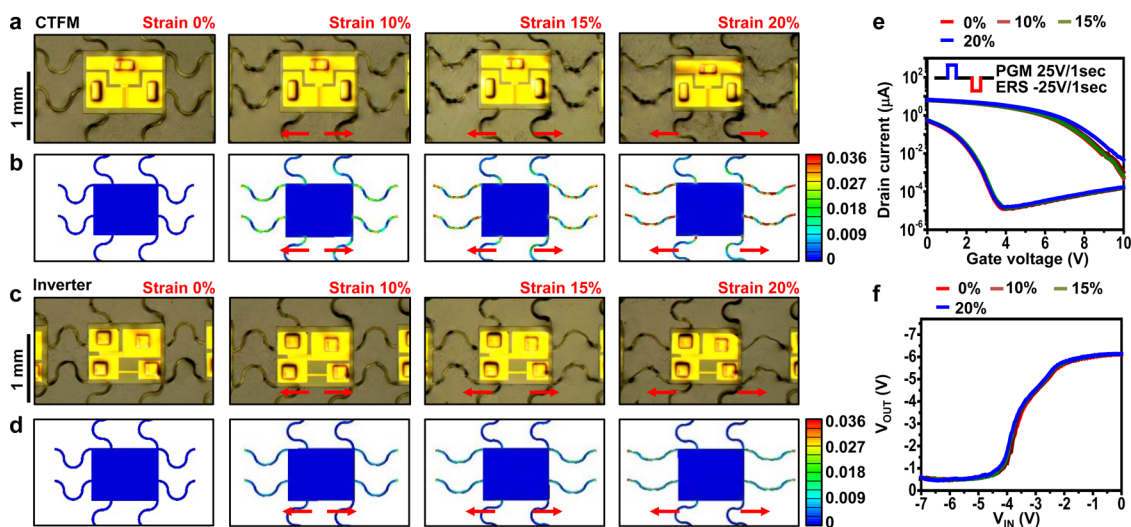 a CTFM Strain 0% Strain 10% Strain 15% Strain 20%
1 mm
b
0.036
0.027
0.018
0.009
0
c Inverter Strain 0% Strain 10% Strain 15% Strain 20%
1 mm
d
0.036
0.027
0.018
0.009
0
e
0% 10% 15%
20%
PGM 25V/1sec
ERS -25V/1sec
Drain current (μA)
10²
10⁰
10⁻²
10⁻⁴
10⁻⁶
0 2 4 6 8 10
Gate voltage (V)
f
0% 10% 15%
20%
V_OUT (V)
-7
-6
-5
-4
-3
-2
-1
0
-7 -6 -5 -4 -3 -2 -1 0
V_IN (V)